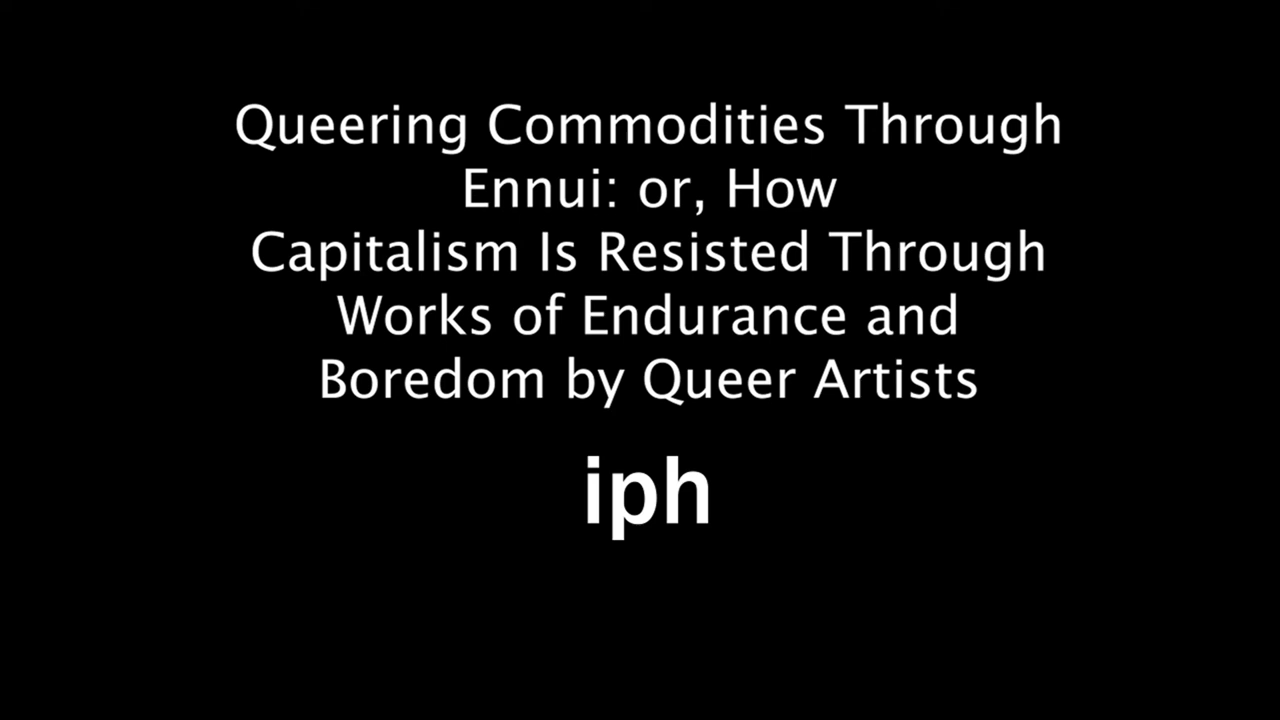 Queering Commodities Through
Ennui: or, How
Capitalism Is Resisted Through
Works of Endurance and
Boredom by Queer Artists
iph